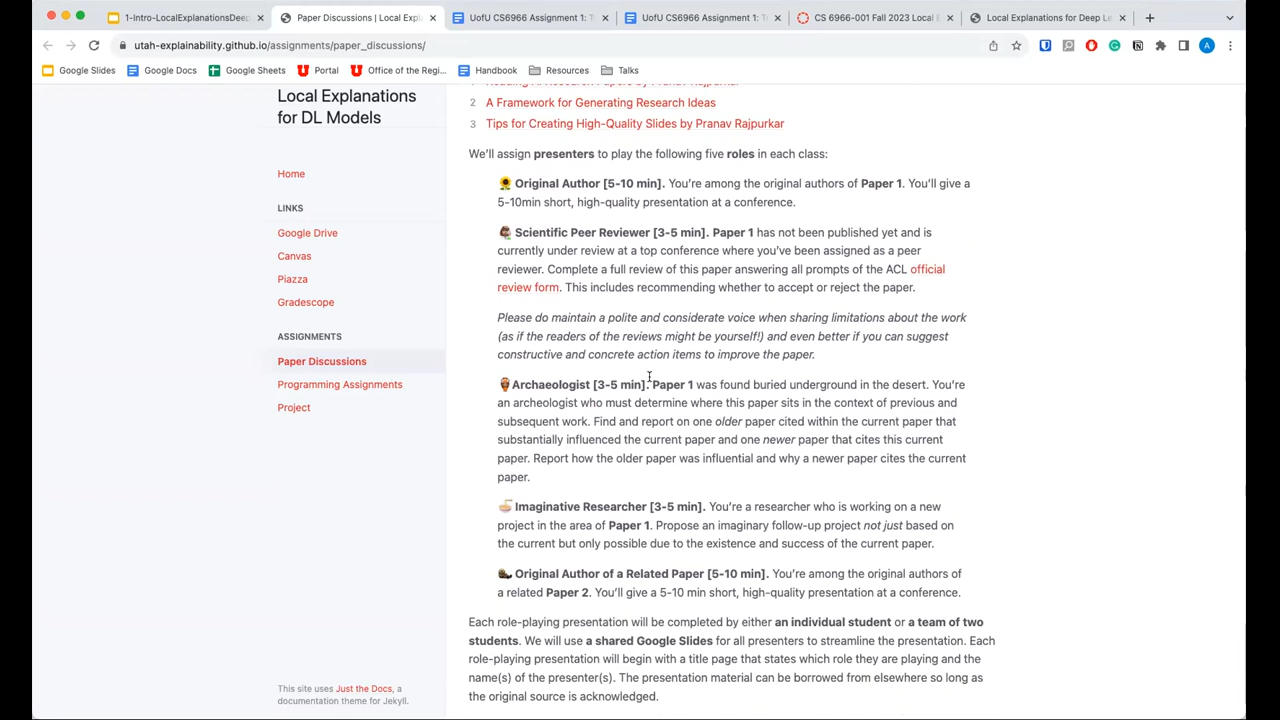 1-Intro-LocalExplanationsDeep
Paper Discussions | Local Expl
UofU CS6966 Assignment 1: T
UofU CS6966 Assignment 1: T
CS 6966-001 Fall 2023 Local
Local Explanations for Deep Le
utah-explainability.github.io/assignments/paper_discussions/
Google Slides
Google Docs
Google Sheets
Portal
Office of the Regi...
Handbook
Resources
Talks
Local Explanations
for DL Models
Home
LINKS
Google Drive
Canvas
Piazza
Gradescope
ASSIGNMENTS
Paper Discussions
Programming Assignments
Project
This site uses Just the Docs, a
documentation theme for Jekyll.
2 A Framework for Generating Research Ideas
3 Tips for Creating High-Quality Slides by Pranav Rajpurkar
We'll assign presenters to play the following five roles in each class:
🌻 Original Author [5-10 min]. You're among the original authors of Paper 1. You'll give a
5-10min short, high-quality presentation at a conference.
Scientific Peer Reviewer [3-5 min]. Paper 1 has not been published yet and is
currently under review at a top conference where you've been assigned as a peer
reviewer. Complete a full review of this paper answering all prompts of the ACL official
review form. This includes recommending whether to accept or reject the paper.
Please do maintain a polite and considerate voice when sharing limitations about the work
(as if the readers of the reviews might be yourself!) and even better if you can suggest
constructive and concrete action items to improve the paper.
Archaeologist [3-5 min]. Paper 1 was found buried underground in the desert. You're
an archeologist who must determine where this paper sits in the context of previous and
subsequent work. Find and report on one older paper cited within the current paper that
substantially influenced the current paper and one newer paper that cites this current
paper. Report how the older paper was influential and why a newer paper cites the current
paper.
Imaginative Researcher [3-5 min]. You're a researcher who is working on a new
project in the area of Paper 1. Propose an imaginary follow-up project not just based on
the current but only possible due to the existence and success of the current paper.
Original Author of a Related Paper [5-10 min]. You're among the original authors of
a related Paper 2. You'll give a 5-10 min short, high-quality presentation at a conference.
Each role-playing presentation will be completed by either an individual student or a team of two
students. We will use a shared Google Slides for all presenters to streamline the presentation. Each
role-playing presentation will begin with a title page that states which role they are playing and the
name(s) of the presenter(s). The presentation material can be borrowed from elsewhere so long as
the original source is acknowledged.